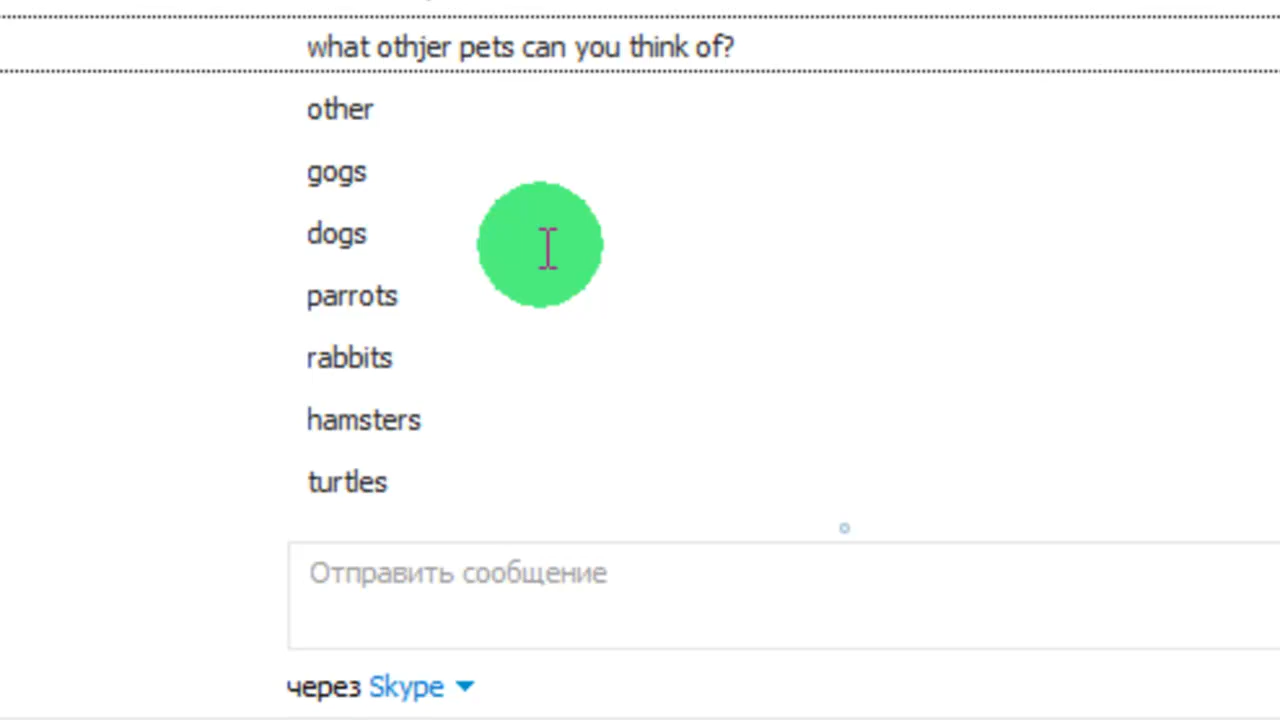 what othjer pets can you think of?
other
gogs
dogs
parrots
rabbits
hamsters
turtles
Отправить сообщение
через Skype